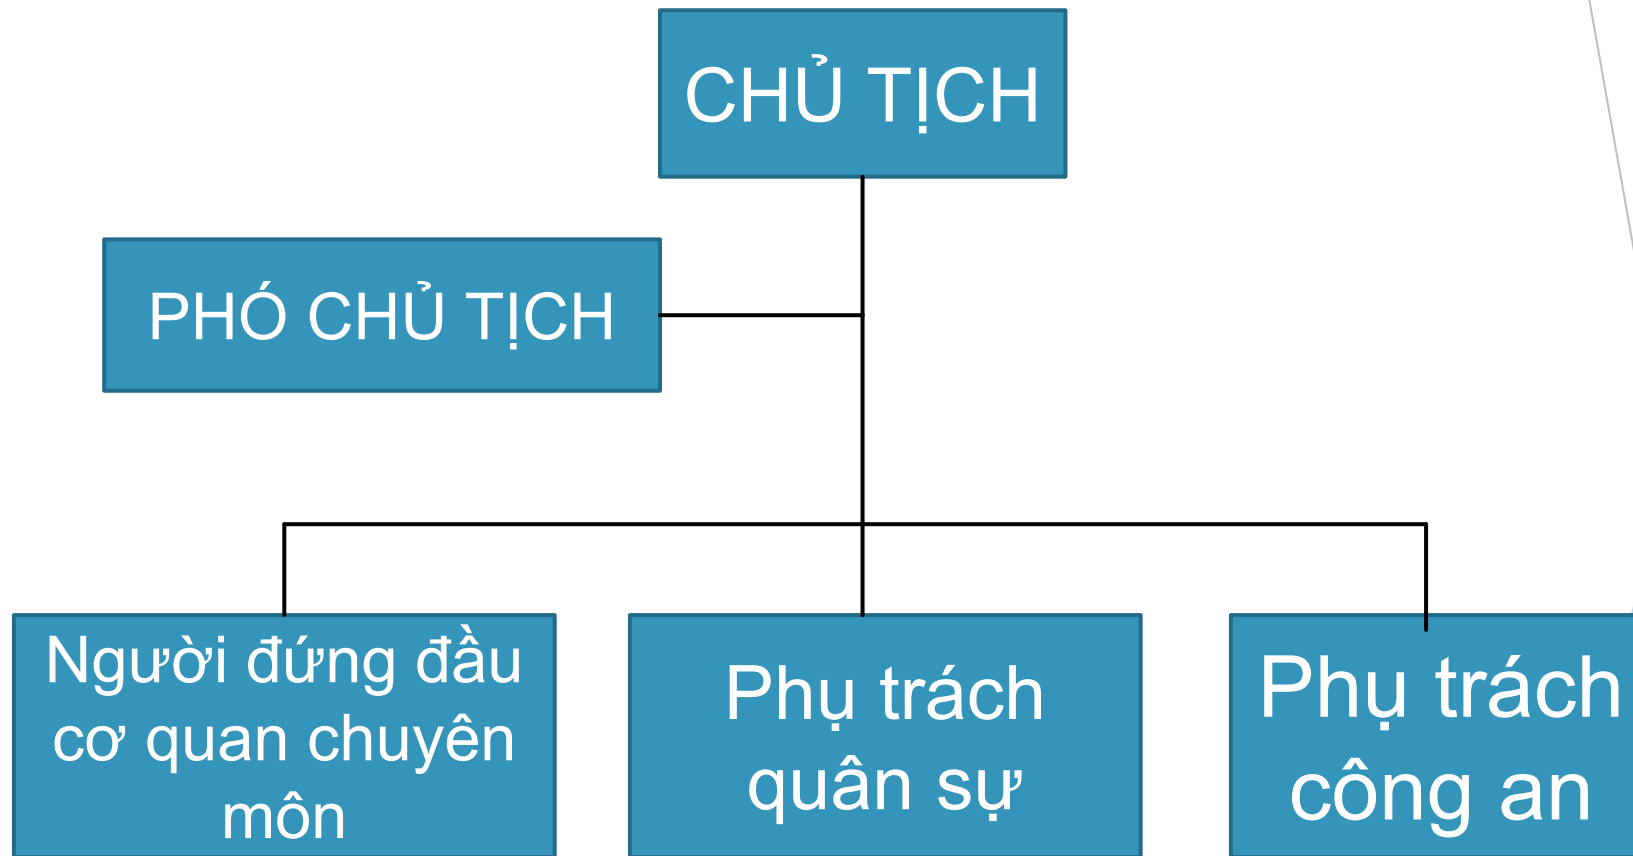 CHỦ TỊCH
PHÓ CHỦ TỊCH
Người đứng đầu
cơ quan chuyên
môn
Phụ trách
quân sự
Phụ trách
công an